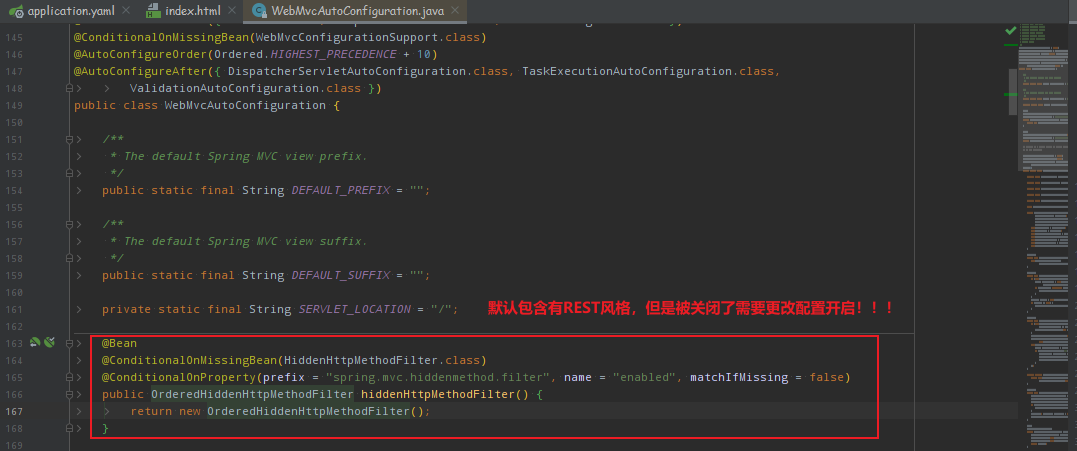 application.yaml index.html WebMvcAutoConfiguration.java
145 @ConditionalOnMissingBean(WebMvcConfigurationSupport.class)
146 @AutoConfigureOrder(Ordered.HIGHEST_PRECEDENCE + 10)
147 @AutoConfigureAfter({ DispatcherServletAutoConfiguration.class, TaskExecutionAutoConfiguration.class,
148 ValidationAutoConfiguration.class })
149 public class WebMvcAutoConfiguration {
150
151 /**
152 * The default Spring MVC view prefix.
153 */
154 public static final String DEFAULT_PREFIX = "";
155
156 /**
157 * The default Spring MVC view suffix.
158 */
159 public static final String DEFAULT_SUFFIX = "";
160
161 private static final String SERVLET_LOCATION = "/"; 默认包含有REST风格，但是被关闭了需要更改配置开启！！！
162
163 @Bean
164 @ConditionalOnMissingBean(HiddenHttpMethodFilter.class)
165 @ConditionalOnProperty(prefix = "spring.mvc.hiddenmethod.filter", name = "enabled", matchIfMissing = false)
166 public OrderedHiddenHttpMethodFilter hiddenHttpMethodFilter() {
167 return new OrderedHiddenHttpMethodFilter();
168 }
169